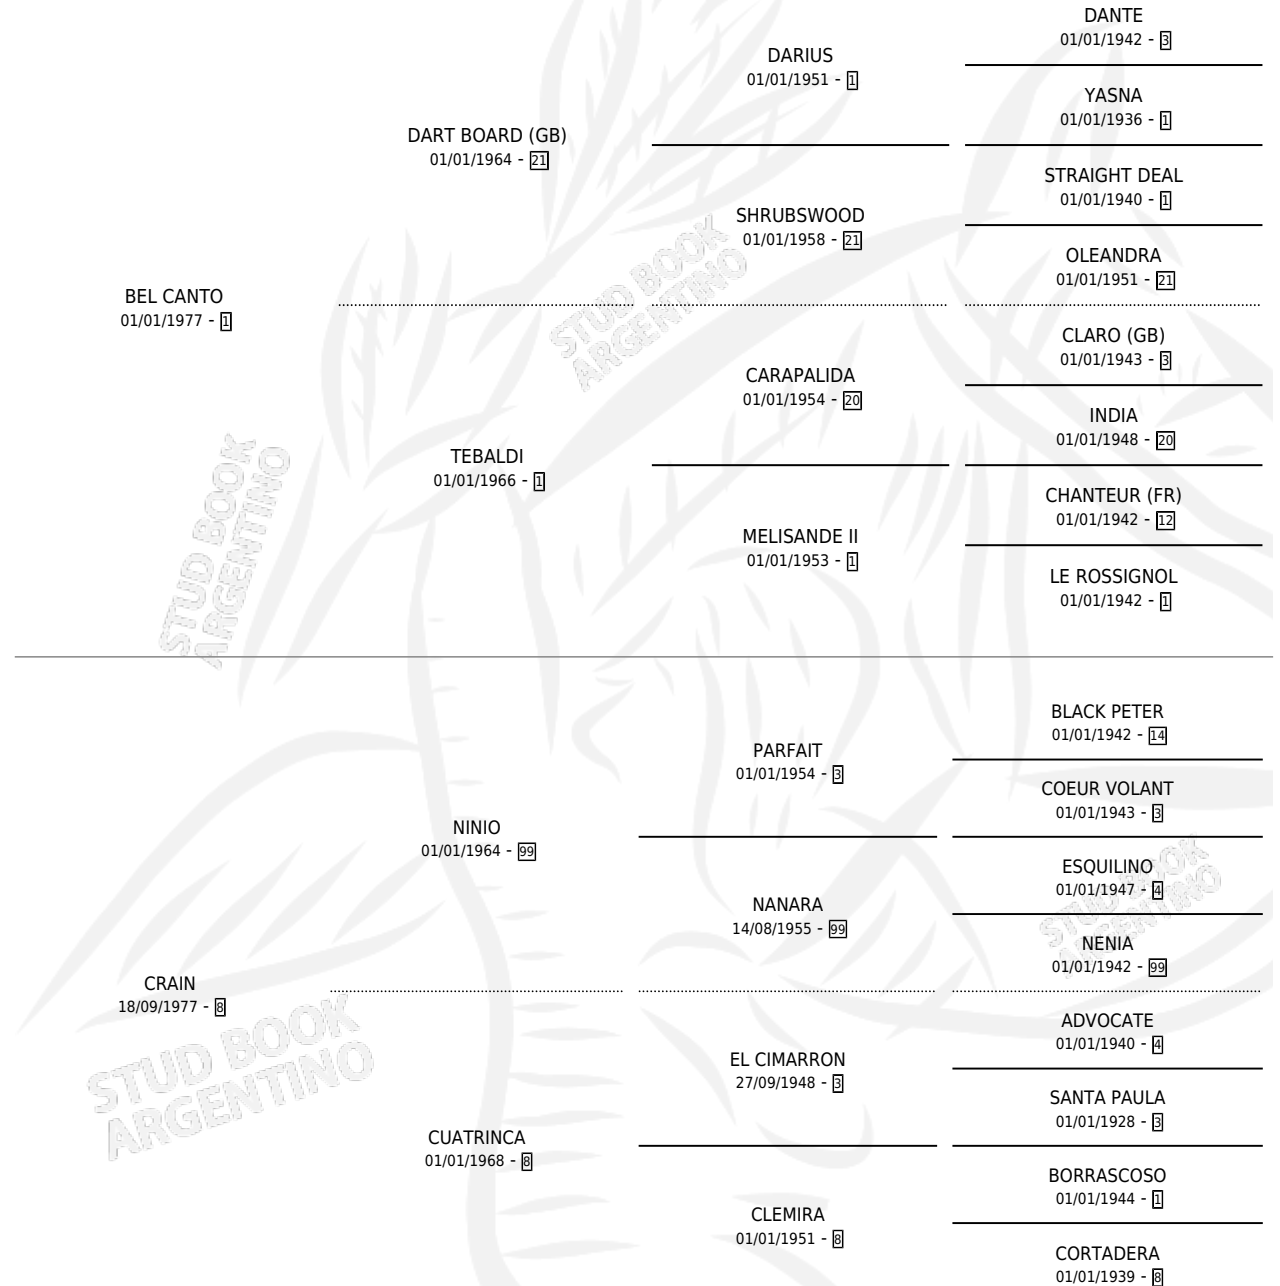 DANTE
01/01/1942 - 3
DARIUS
01/01/1951 - 1
YASNA
01/01/1936 - 1
DART BOARD (GB)
01/01/1964 - 21
STRAIGHT DEAL
01/01/1940 - 1
SHRUBSWOOD
01/01/1958 - 21
OLEANDRA
01/01/1951 - 21
BEL CANTO
01/01/1977 - 1
CLARO (GB)
01/01/1943 - 3
CARAPALIDA
01/01/1954 - 20
INDIA
01/01/1948 - 20
TEBALDI
01/01/1966 - 1
CHANTEUR (FR)
01/01/1942 - 12
MELISANDE II
01/01/1953 - 1
LE ROSSIGNOL
01/01/1942 - 1
STUD BOOK
ARGENTINO
STUD BOOK
ARGENTINO
BLACK PETER
01/01/1942 - 14
PARFAIT
01/01/1954 - 3
COEUR VOLANT
01/01/1943 - 3
NINIO
01/01/1964 - 99
ESQUILINO
01/01/1947 - 4
NANARA
14/08/1955 - 99
NENIA
01/01/1942 - 99
CRAIN
18/09/1977 - 8
ADVOCATE
01/01/1940 - 4
EL CIMARRON
27/09/1948 - 3
SANTA PAULA
01/01/1928 - 3
CUATRINCA
01/01/1968 - 8
BORRASCOSO
01/01/1944 - 1
CLEMIRA
01/01/1951 - 8
CORTADERA
01/01/1939 - 8
STUD BOOK
ARGENTINO
STUD BOOK
ARGENTINO